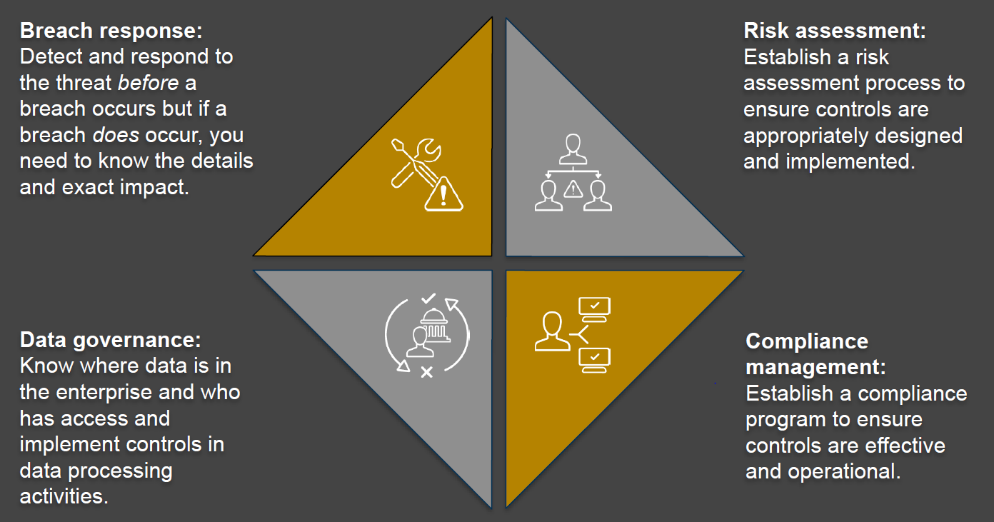 Breach response:
Detect and respond to
the threat before a
breach occurs but if a
breach does occur, you
need to know the details
and exact impact.
Risk assessment:
Establish a risk
assessment process to
ensure controls are
appropriately designed
and implemented.
Data governance:
Know where data is in
the enterprise and who
has access and
implement controls in
data processing
activities.
Compliance
management:
Establish a compliance
program to ensure
controls are effective
and operational.